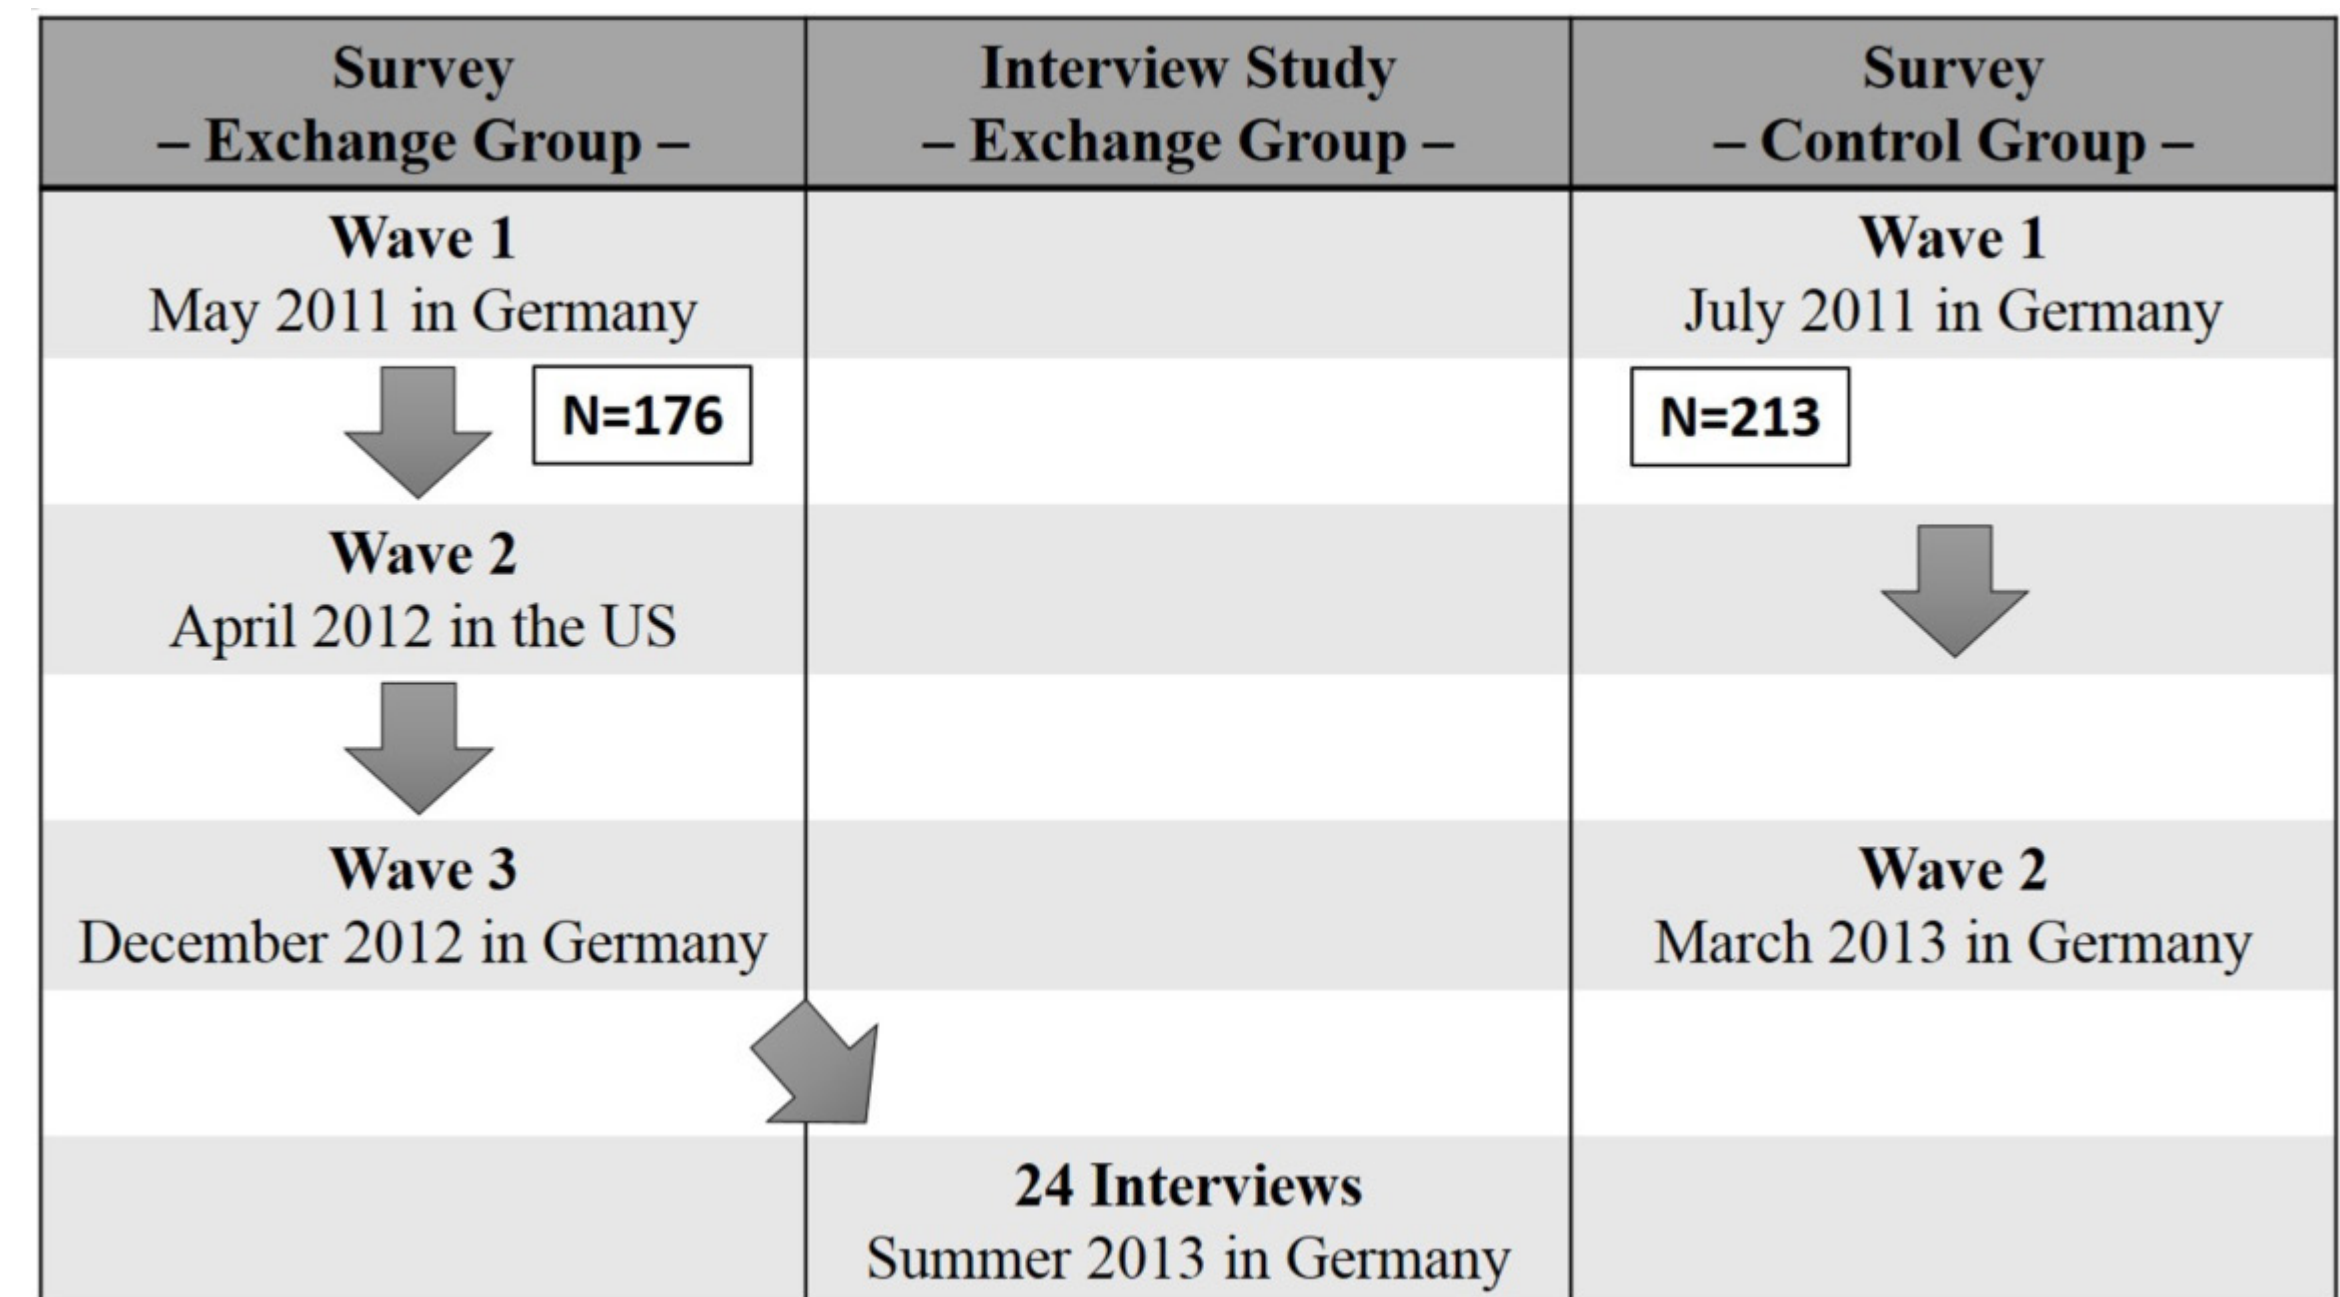 Survey
– Exchange Group –
Interview Study
– Exchange Group –
Survey
– Control Group –
Wave 1
May 2011 in Germany
Wave 1
July 2011 in Germany
N=176
N=213
Wave 2
April 2012 in the US
Wave 3
December 2012 in Germany
Wave 2
March 2013 in Germany
24 Interviews
Summer 2013 in Germany